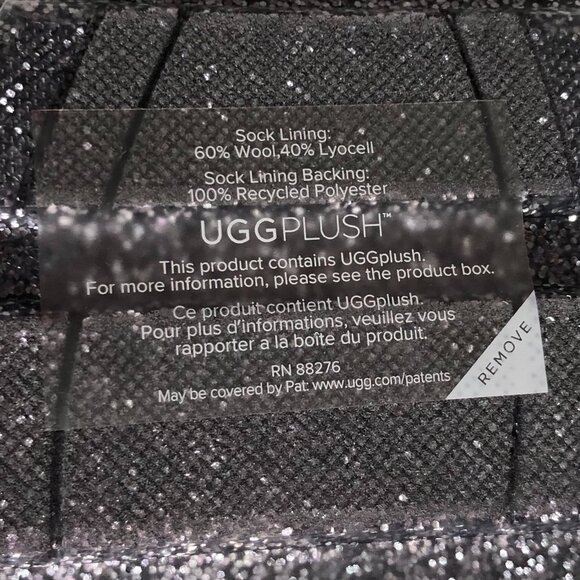 Sock Lining:
60% Wool,40% Lyocell
Sock Lining Backing:
100% Recycled Polyester
UGGPLUSH™
This product contains UGGplush.
For more information, please see the product box.
Ce produit contient UGGplush.
Pour plus d'informations, veuillez vous
rapporter a la boîte du produit.
RN 88276
May be covered by Pat: www.ugg.com/patents
REMOVE